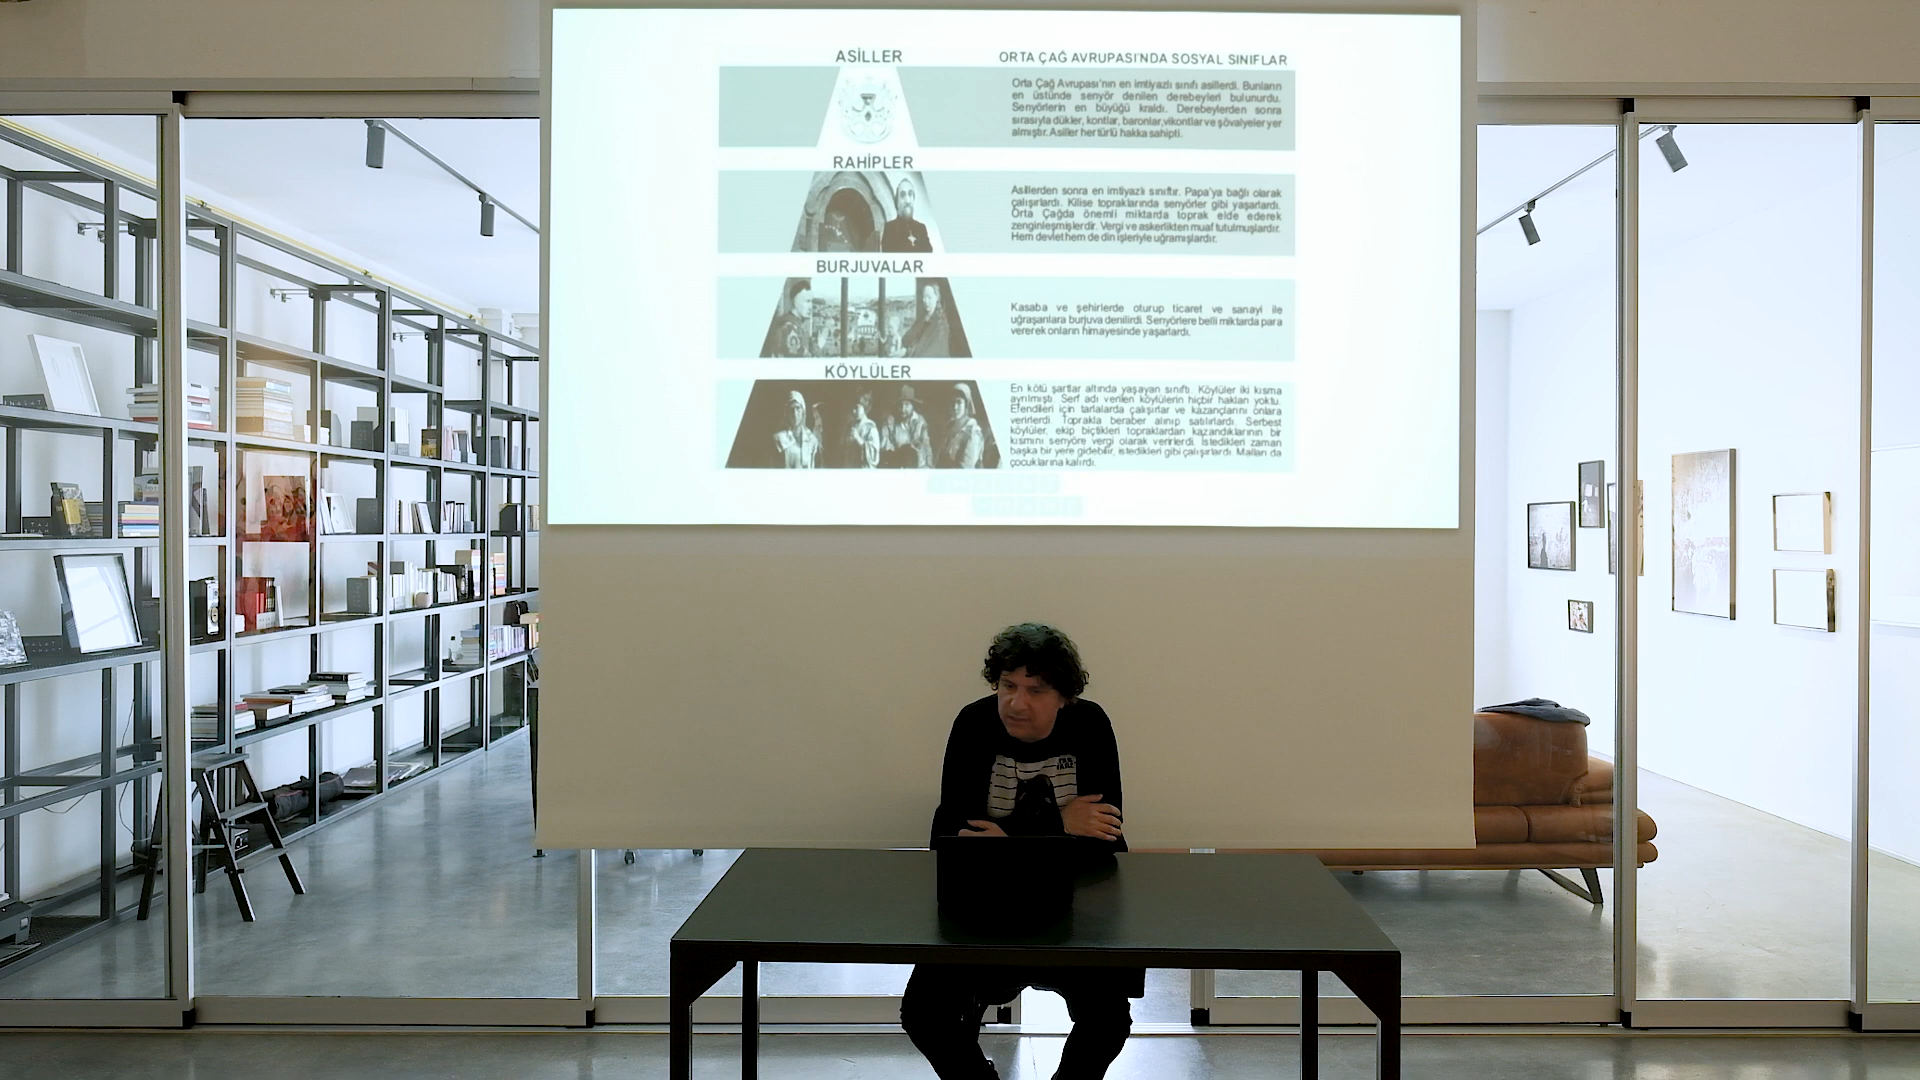 ASİLLER
ORTA ÇAĞ AVRUPASI'NDA SOSYAL SINIFLAR
Orta Çağ Avrupası'nın en imtiyazlı sınıfı asillerdi. Bunların
en üstünde senyör denilen derebeyleri bulunurdu.
Senyörlerin en büyüğü kraldı. Derebeylerden sonra
sırasıyla dükler, kontlar, baronlar,vikontlar ve şövalyeler yer
almıştır. Asiller her türlü hakka sahipti.
RAHİPLER
Asillerden sonra en imtiyazlı sınıftır. Papa'ya bağlı olarak
çalışırlardı. Kilise topraklarında senyörler gibi yaşarlardı.
Orta Çağda önemli miktarda toprak elde ederek
zenginleşmişlerdir. Vergi ve askerlikten muaf tutulmuşlardır.
Hem devlet hem de din işleriyle uğramışlardır.
BURJUVALAR
Kasaba ve şehirlerde oturup ticaret ve sanayi ile
uğraşanlara burjuva denilirdi. Senyörlere belli miktarda para
vererek onların himayesinde yaşarlardı.
KÖYLÜLER
En kötü şartlar altında yaşayan sınıftı. Köylüler iki kısma
ayrılmıştı. Serf adı verilen köylülerin hiçbir hakları yoktu.
Efendileri için tarlalarda çalışırlar ve kazançlarını onlara
verirlerdi. Toprakla beraber alınıp satılırlardı. Serbest
köylüler, ekip biçtikleri topraklardan kazandıklarının bir
kısmını senyöre vergi olarak verirlerdi. İstedikleri zaman
başka bir yere gidebilir, istedikleri gibi çalışırlardı. Malları da
çocuklarına kalırdı.